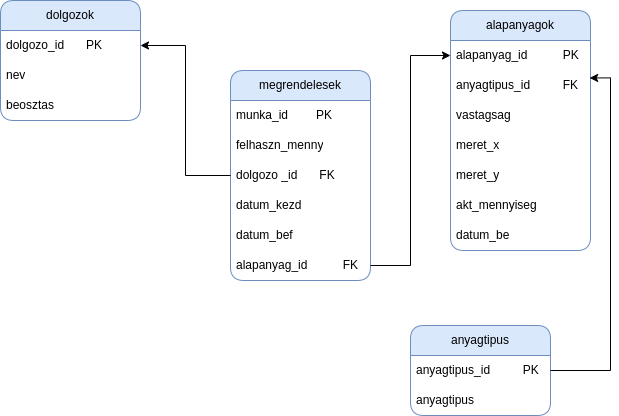 dolgozok
dolgozo_id PK
nev
beosztas
megrendelesek
munka_id PK
felhaszn_menny
dolgozo _id FK
datum_kezd
datum_bef
alapanyag_id FK
alapanyagok
alapanyag_id PK
anyagtipus_id FK
vastagsag
meret_x
meret_y
akt_mennyiseg
datum_be
anyagtipus
anyagtipus_id PK
anyagtipus